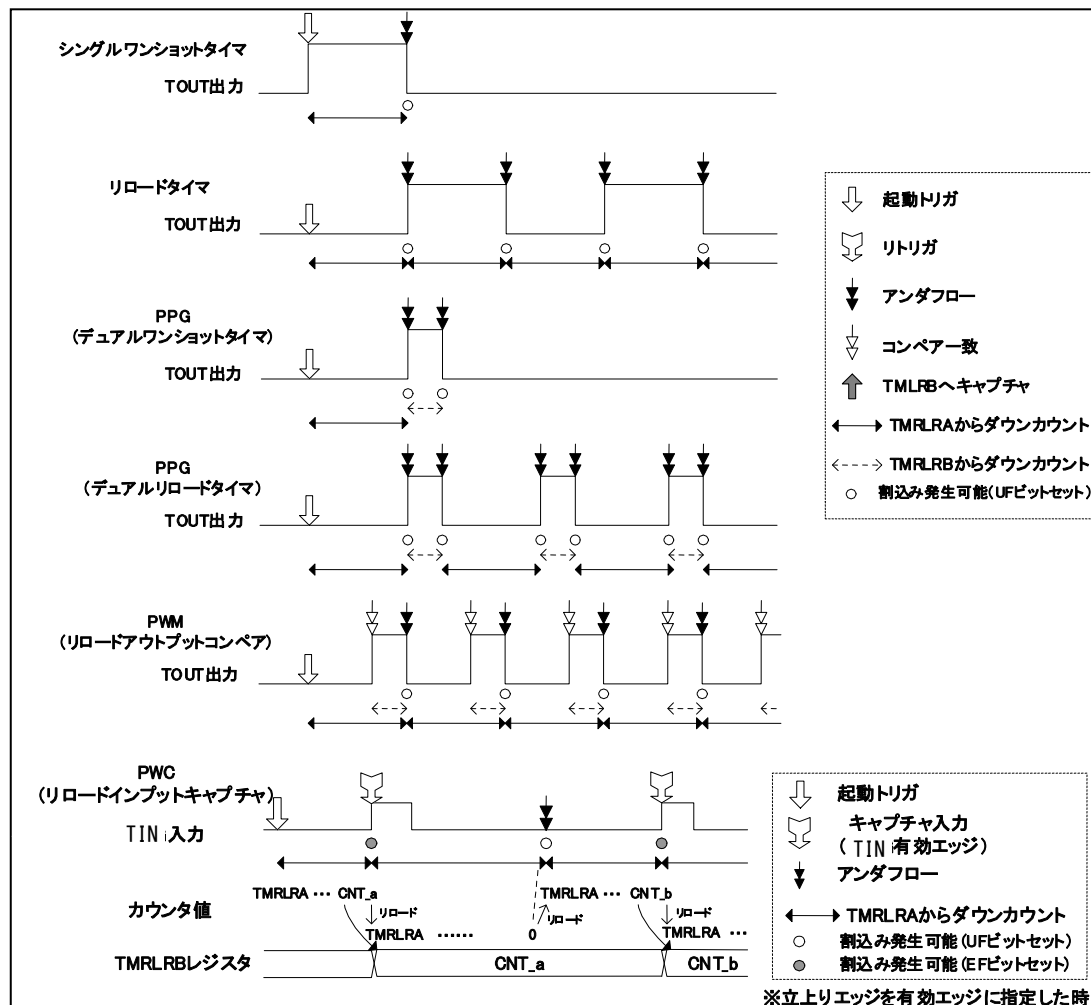 シングルワンショットタイマ
TOUT出力
リロードタイマ
TOUT出力
PPG
(デュアルワンショットタイマ)
TOUT出力
PPG
(デュアルリロードタイマ)
TOUT出力
PWM
(リロードアウトプットコンペア)
TOUT出力
PWC
(リロードインプットキャプチャ)
TIN入力
カウンタ値
TMRLRA … CNT_a
リロード
TMRLRA ……
0
リロード
TMRLRA … CNT_b
リロード
TMRLRA …
TMRLRBレジスタ
CNT_a
CNT_b
起動トリガ
リトリガ
アンダフロー
コンペア一致
TMLRBへキャプチャ
TMRLRAからダウンカウント
TMRLRBからダウンカウント
割込み発生可能(UFビットセット)
起動トリガ
キャプチャ入力
( TIN有効エッジ)
アンダフロー
TMRLRAからダウンカウント
割込み発生可能(UFビットセット)
割込み発生可能(EFビットセット)
※立上りエッジを有効エッジに指定した時